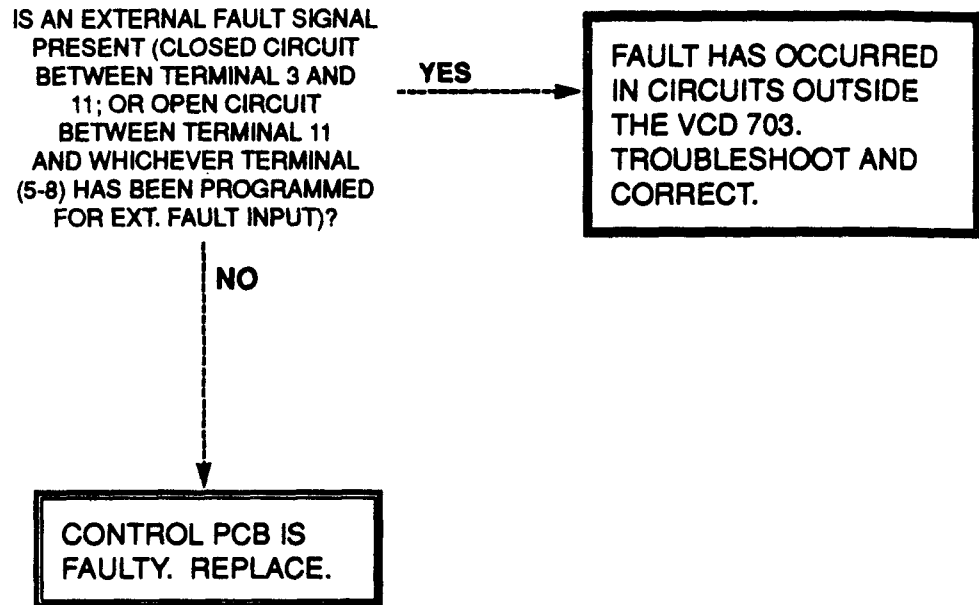 IS AN EXTERNAL FAULT SIGNAL
PRESENT (CLOSED CIRCUIT
BETWEEN TERMINAL 3 AND
11; OR OPEN CIRCUIT
BETWEEN TERMINAL 11
AND WHICHEVER TERMINAL
(5-8) HAS BEEN PROGRAMMED
FOR EXT. FAULT INPUT)?
YES
FAULT HAS OCCURRED
IN CIRCUITS OUTSIDE
THE VCD 703.
TROUBLESHOOT AND
CORRECT.
NO
CONTROL PCB IS
FAULTY. REPLACE.